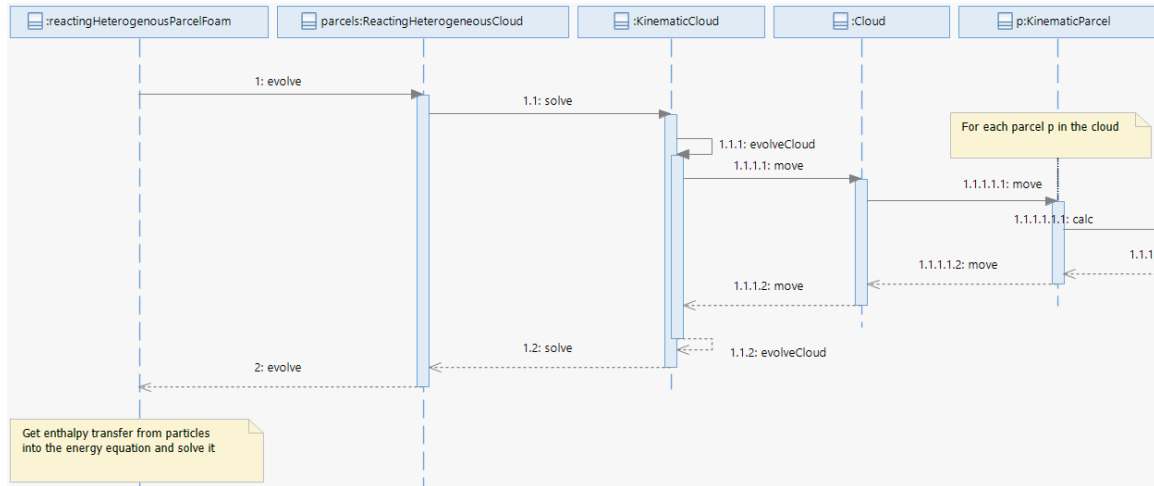 :reactingHeterogenousParcelFoam
parcels:ReactingHeterogeneousCloud
:KinematicCloud
:Cloud
p:KinematicParcel
1: evolve
1.1: solve
For each parcel p in the cloud
1.1.1: evolveCloud
1.1.1.1: move
1.1.1.1.1: move
1.1.1.1.1.1: calc
1.1.1
1.1.1.1.2: move
1.1.1.2: move
1.2: solve
1.1.2: evolveCloud
2: evolve
Get enthalpy transfer from particles
into the energy equation and solve it